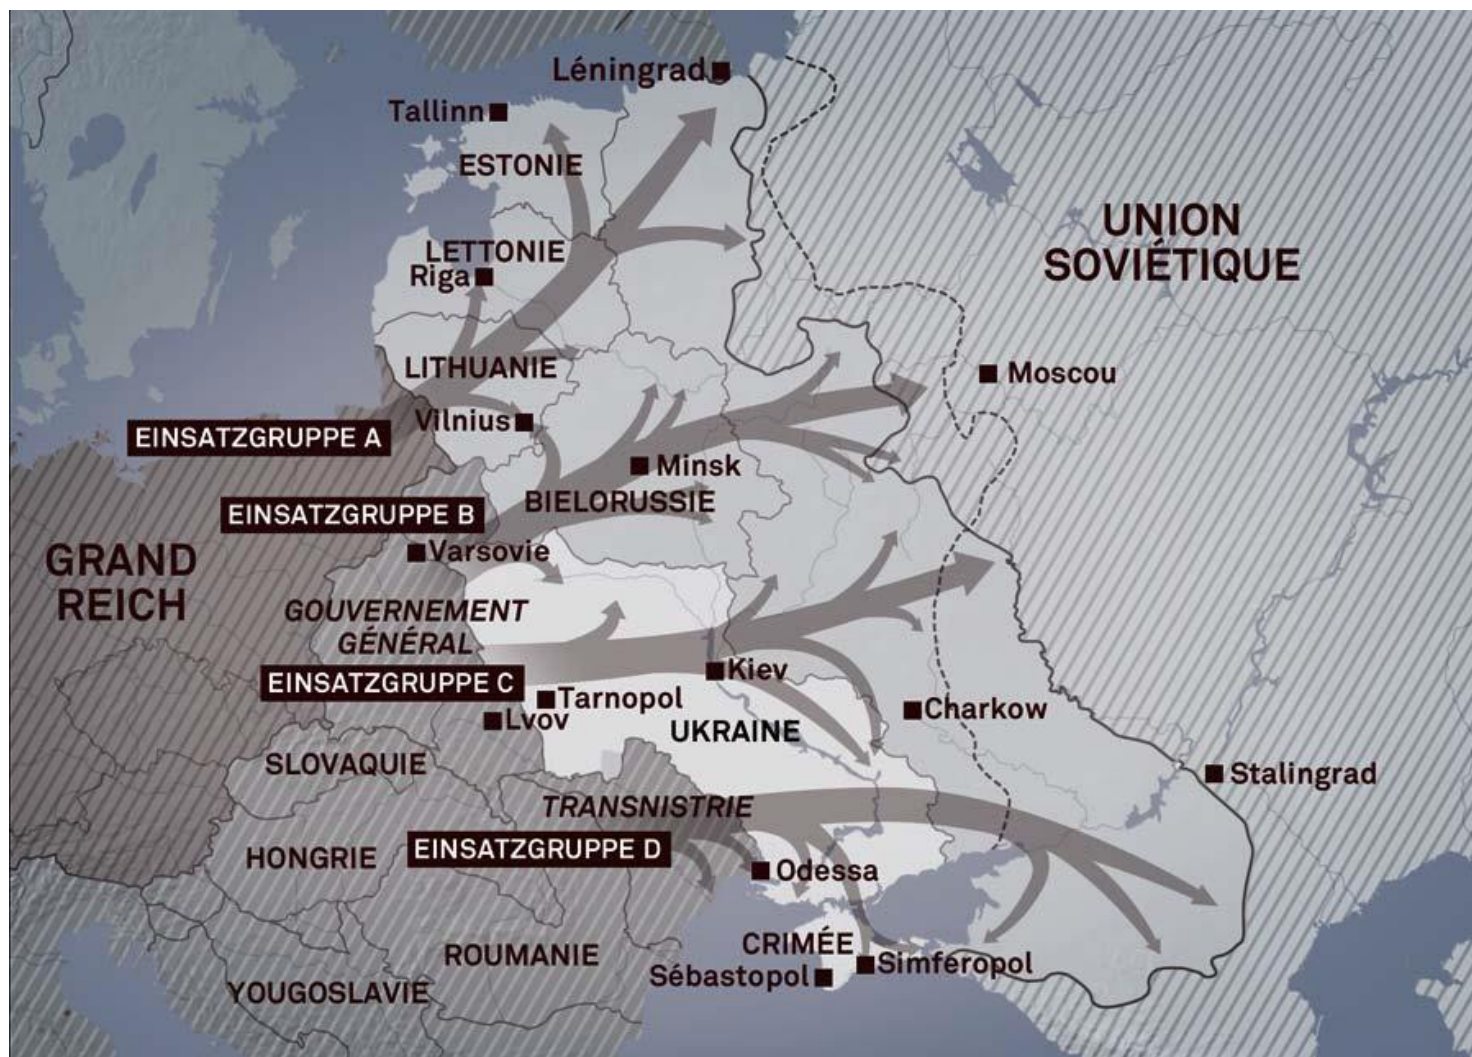 Léningrad
Tallinn
ESTONIE
UNION
SOVIÉTIQUE
LETTONIE
Riga
LITHUANIE
Moscou
Vilnius
EINSATZGRUPPE A
Minsk
BIELORUSSIE
EINSATZGRUPPE B
Varsovie
GRAND
REICH
GOUVERNEMENT
GÉNÉRAL
EINSATZGRUPPE C
Kiev
Tarnopol
Lvov
Charkow
UKRAINE
SLOVAQUIE
Stalingrad
TRANSNISTRIE
HONGRIE
EINSATZGRUPPE D
Odessa
CRIMÉE
ROUMANIE
Simferopol
Sébastopol
YOUGOSLAVIE